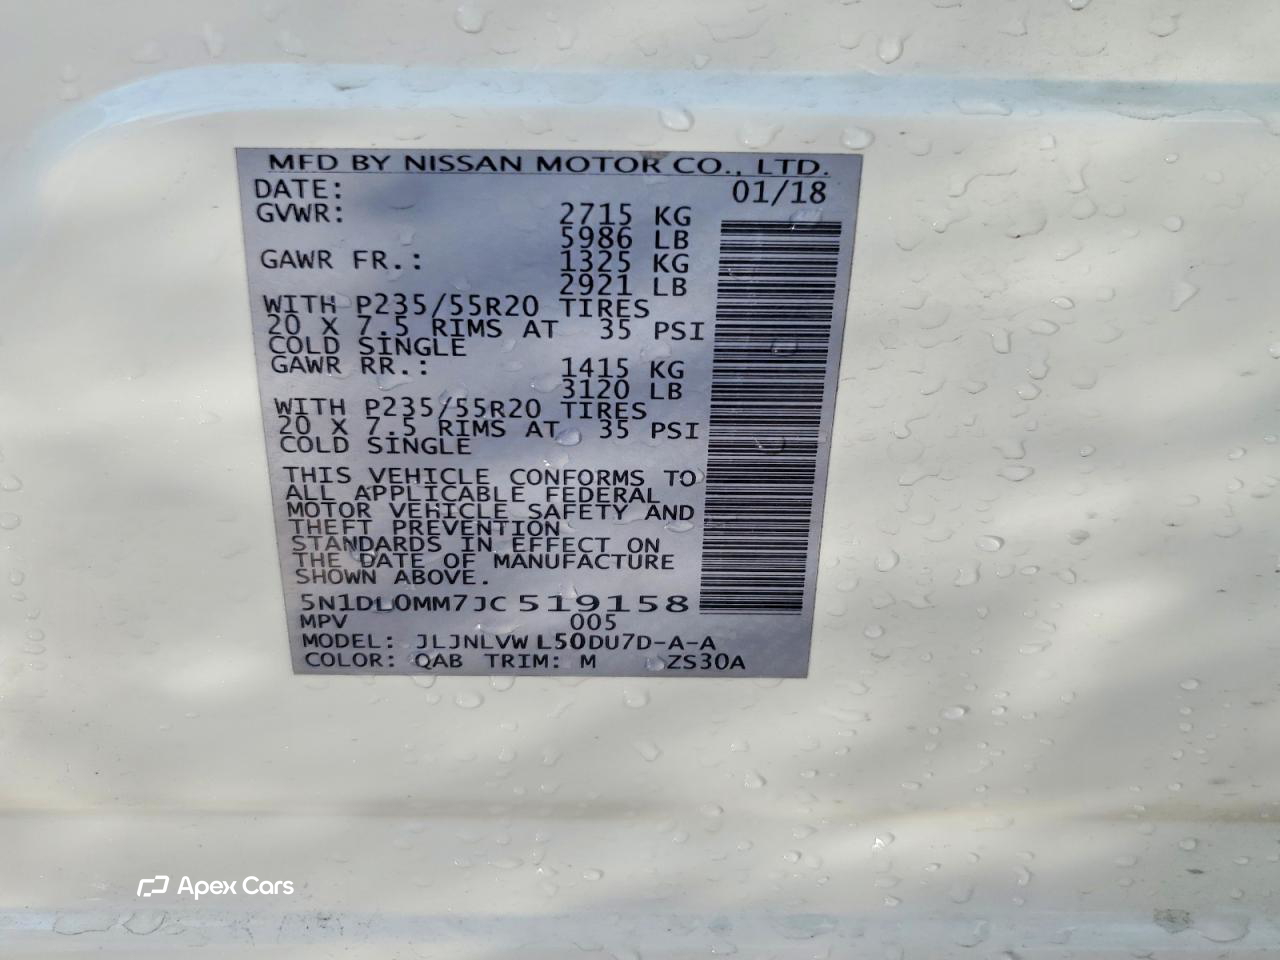 MFD BY NISSAN MOTOR CO., LTD.
DATE: 01/18
GVWR: 2715 KG
5986 LB
GAWR FR.: 1325 KG
2921 LB
WITH P235/55R20 TIRES
20 X 7.5 RIMS AT 35 PSI
COLD SINGLE
GAWR RR.: 1415 KG
3120 LB
WITH P235/55R20 TIRES
20 X 7.5 RIMS AT 35 PSI
COLD SINGLE
THIS VEHICLE CONFORMS TO
ALL APPLICABLE FEDERAL
MOTOR VEHICLE SAFETY AND
THEFT PREVENTION
STANDARDS IN EFFECT ON
THE DATE OF MANUFACTURE
SHOWN ABOVE.
5N1DL0MM7JC519158
MPV 005
MODEL: JLJNLVWL50DU7D-A-A
COLOR: QAB TRIM: M ZS30A
Apex Cars